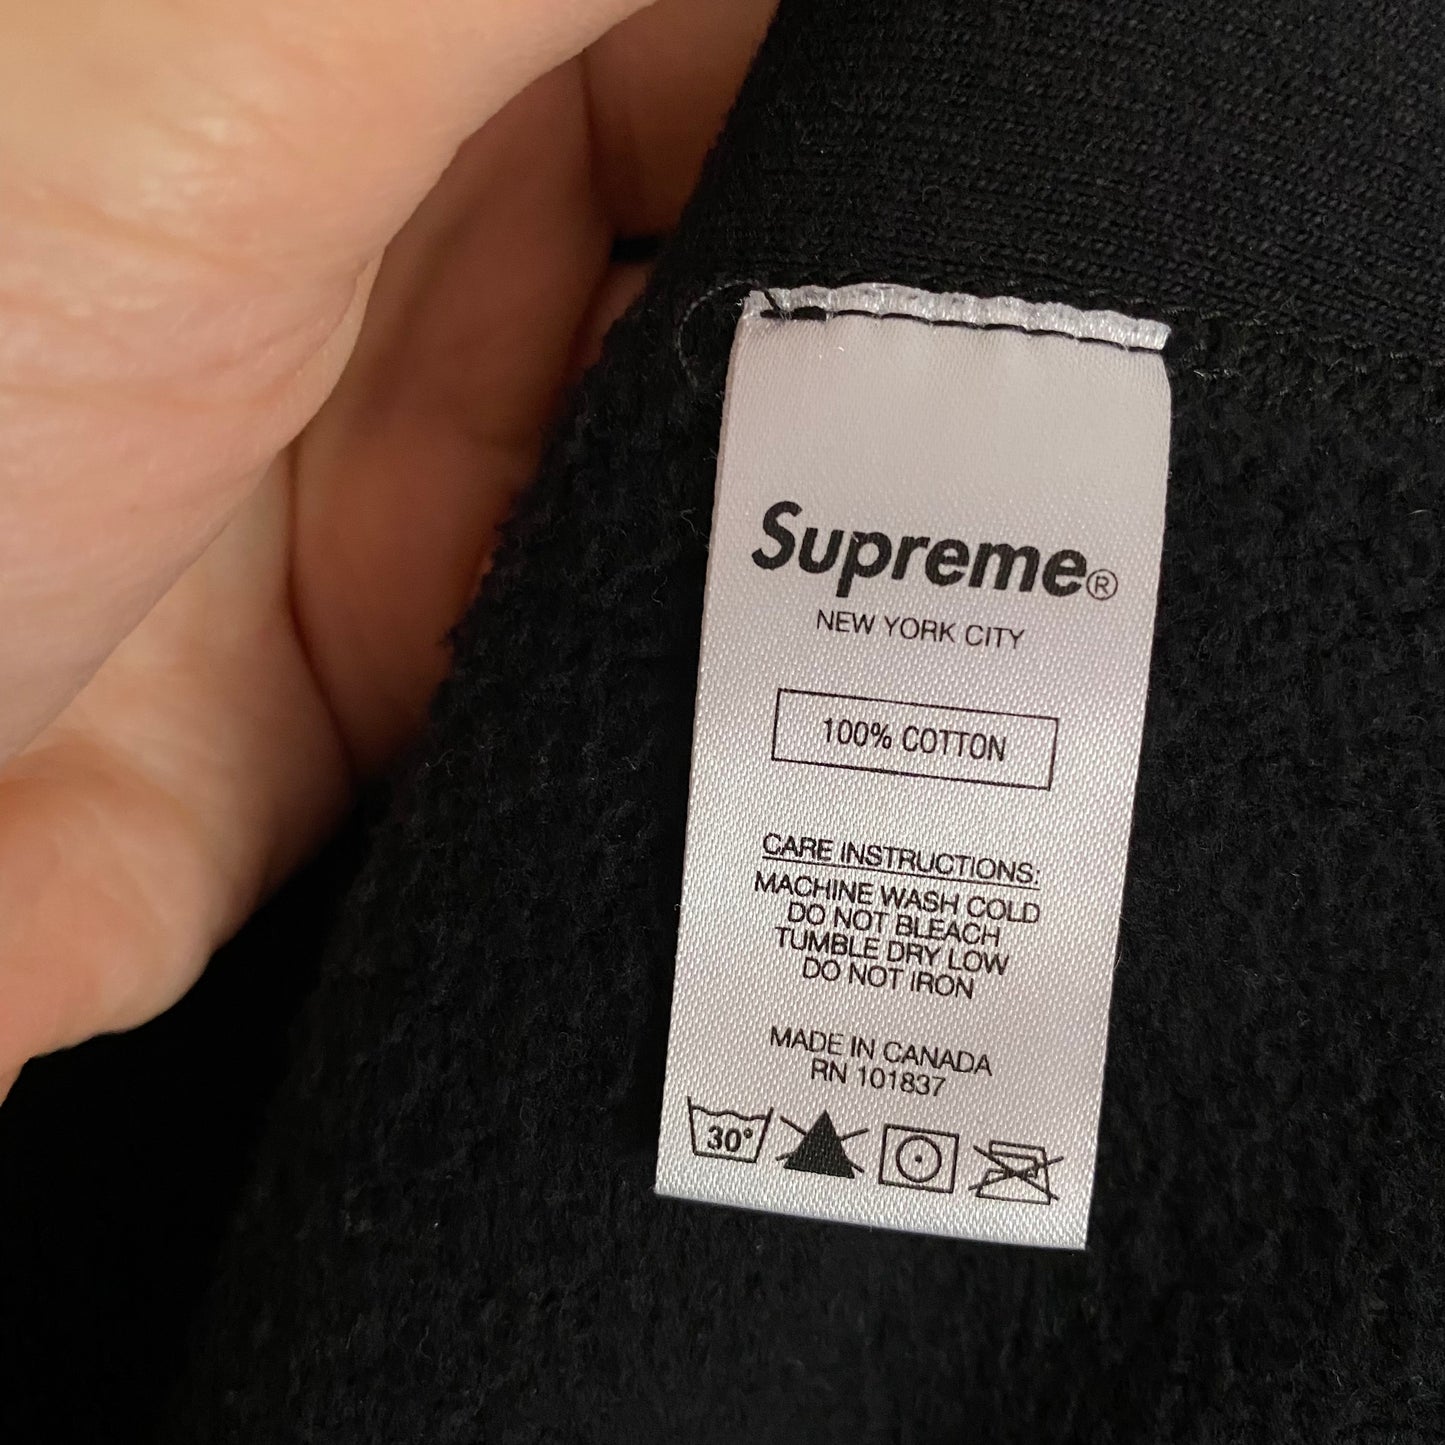 Supreme®
NEW YORK CITY
100% COTTON
CARE INSTRUCTIONS:
MACHINE WASH COLD
DO NOT BLEACH
TUMBLE DRY LOW
DO NOT IRON
MADE IN CANADA
RN 101837
30°